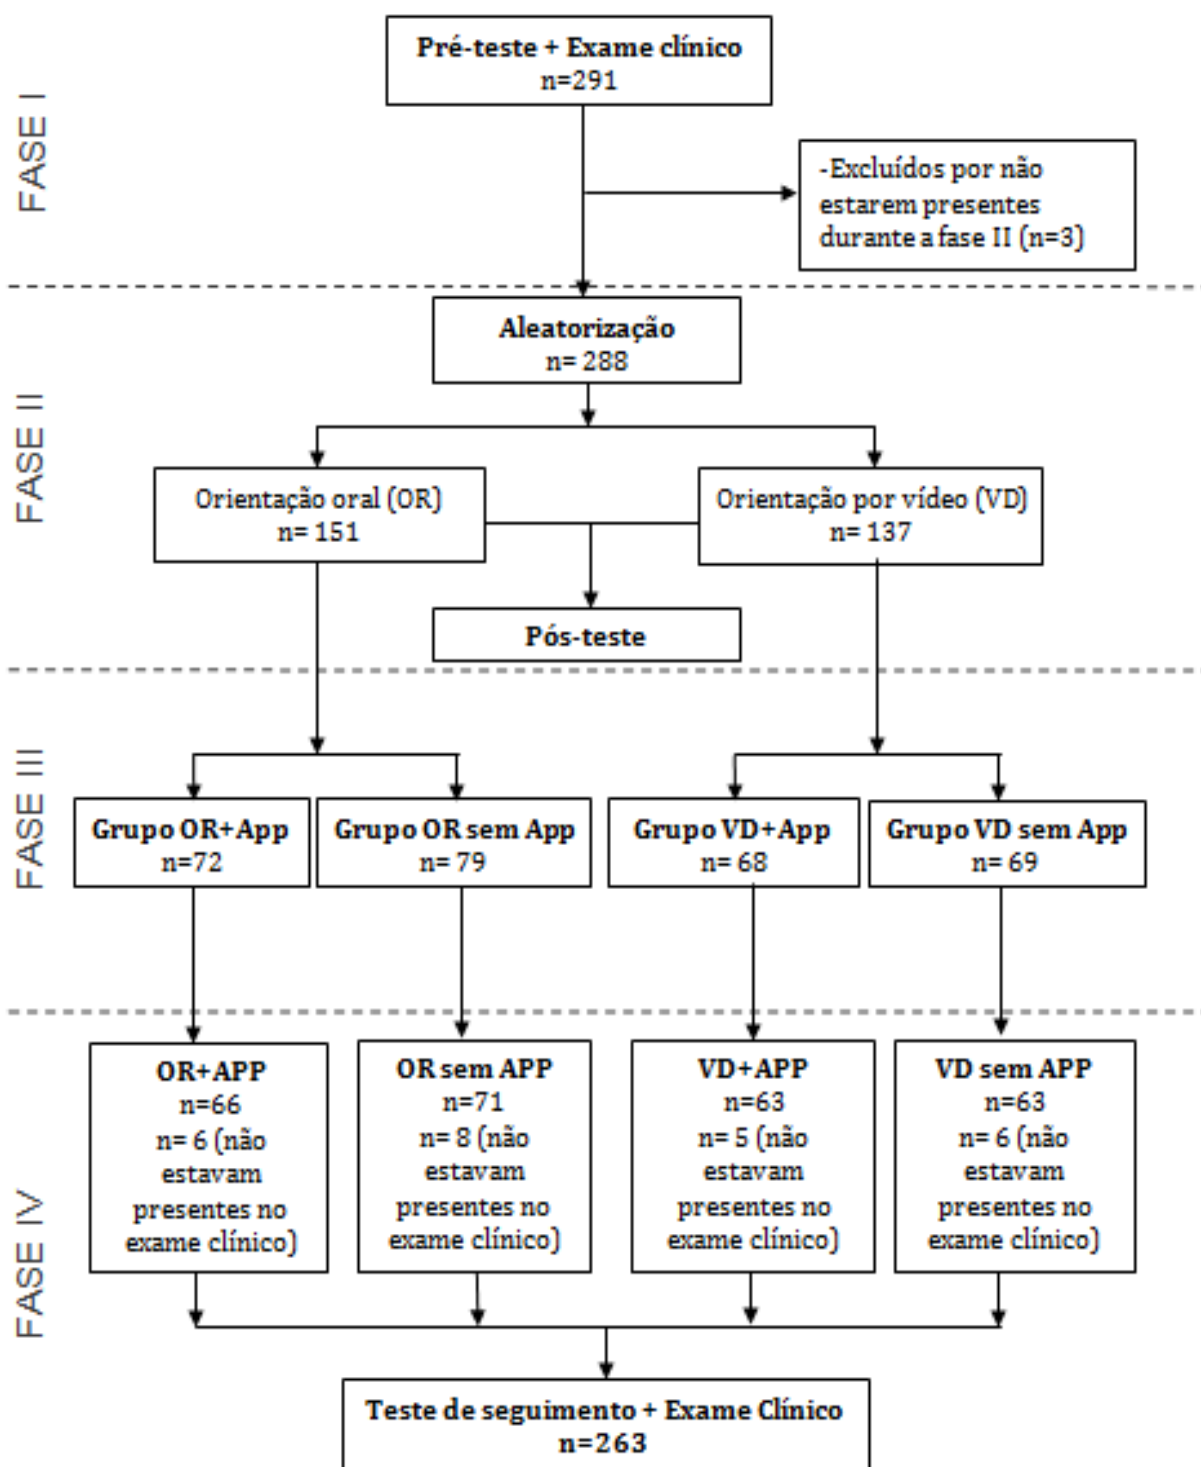 FASE I
Pré-teste + Exame clínico
n=291
-Excluídos por não
estarem presentes
durante a fase II (n=3)
FASE II
Aleatorização
n= 288
Orientação oral (OR)
n= 151
Orientação por vídeo (VD)
n= 137
Pós-teste
FASE III
Grupo OR+App
n=72
Grupo OR sem App
n= 79
Grupo VD+App
n= 68
Grupo VD sem App
n= 69
FASE IV
OR+APP
n=66
n= 6 (não
estavam
presentes no
exame clínico)
OR sem APP
n=71
n= 8 (não
estavam
presentes no
exame clínico)
VD+APP
n=63
n= 5 (não
estavam
presentes no
exame clínico)
VD sem APP
n=63
n= 6 (não
estavam
presentes no
exame clínico)
Teste de seguimento + Exame Clínico
n=263